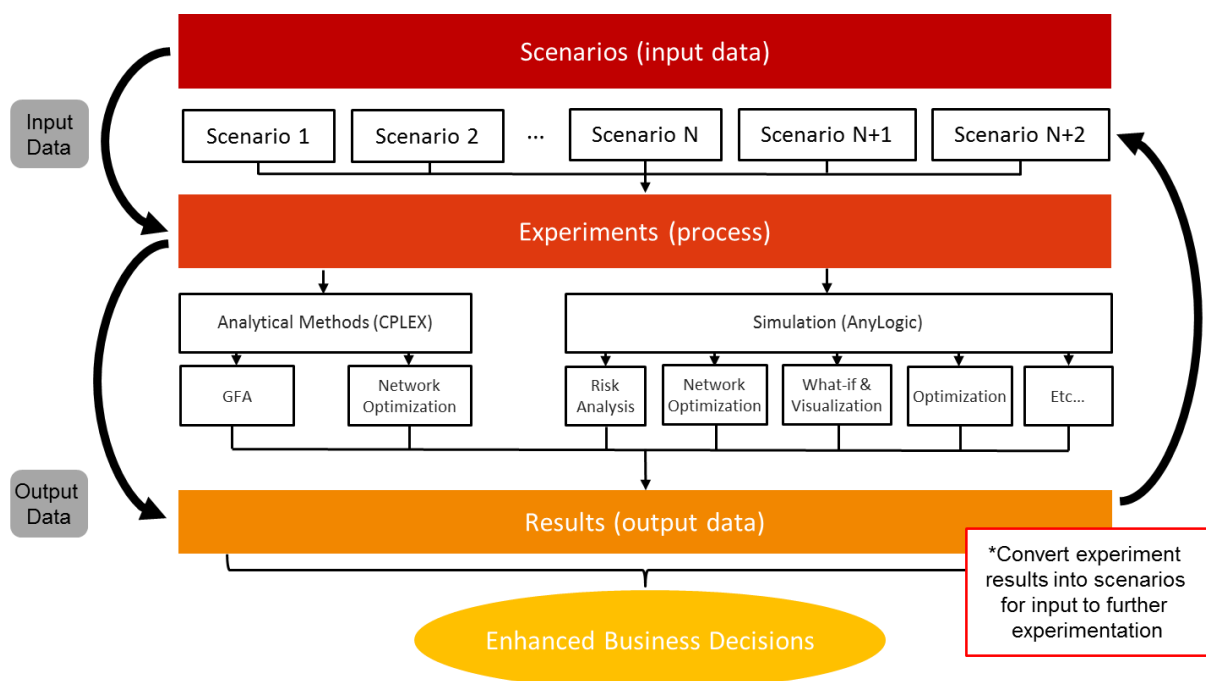 Scenarios (input data)
Input
Data
Scenario 1
Scenario 2
...
Scenario N
Scenario N+1
Scenario N+2
Experiments (process)
Analytical Methods (CPLEX)
Simulation (AnyLogic)
GFA
Network
Optimization
Risk
Analysis
Network
Optimization
What-if &
Visualization
Optimization
Etc...
Output
Data
Results (output data)
*Convert experiment
results into scenarios
for input to further
experimentation
Enhanced Business Decisions